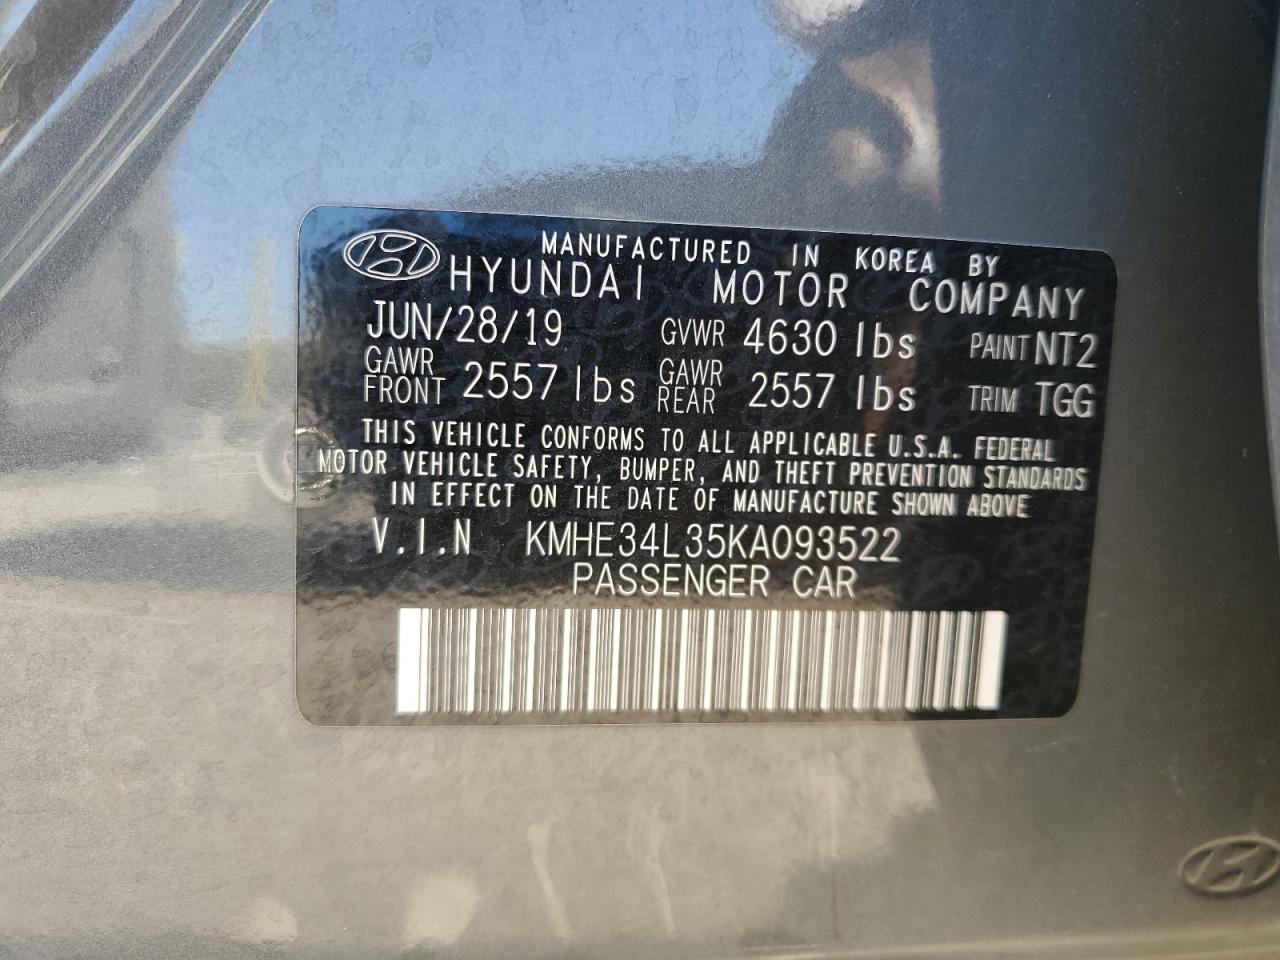 MANUFACTURED IN KOREA BY
HYUNDAI MOTOR COMPANY
JUN/28/19 GVWR 4630 lbs PAINT NT2
GAWR FRONT 2557 lbs GAWR REAR 2557 lbs TRIM TGG
THIS VEHICLE CONFORMS TO ALL APPLICABLE U.S.A. FEDERAL
MOTOR VEHICLE SAFETY, BUMPER, AND THEFT PREVENTION STANDARDS
IN EFFECT ON THE DATE OF MANUFACTURE SHOWN ABOVE
V.I.N KMHE34L35KA093522
PASSENGER CAR